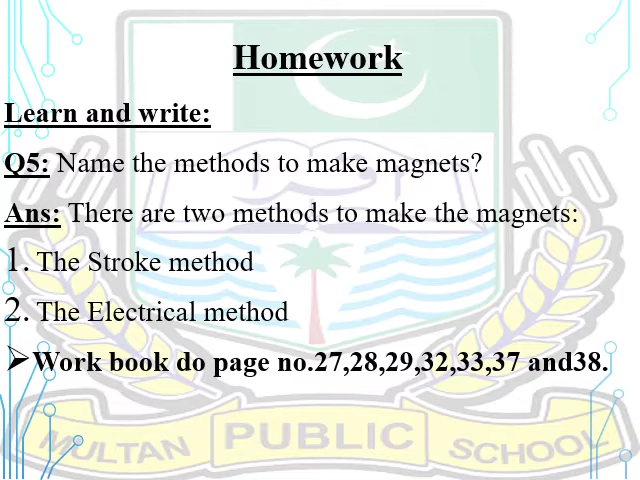 Homework
Learn and write:
Q5: Name the methods to make magnets?
Ans: There are two methods to make the magnets:
1. The Stroke method
2. The Electrical method
➢Work book do page no.27,28,29,32,33,37 and38.
MULTAN PUBLIC SCHOOL